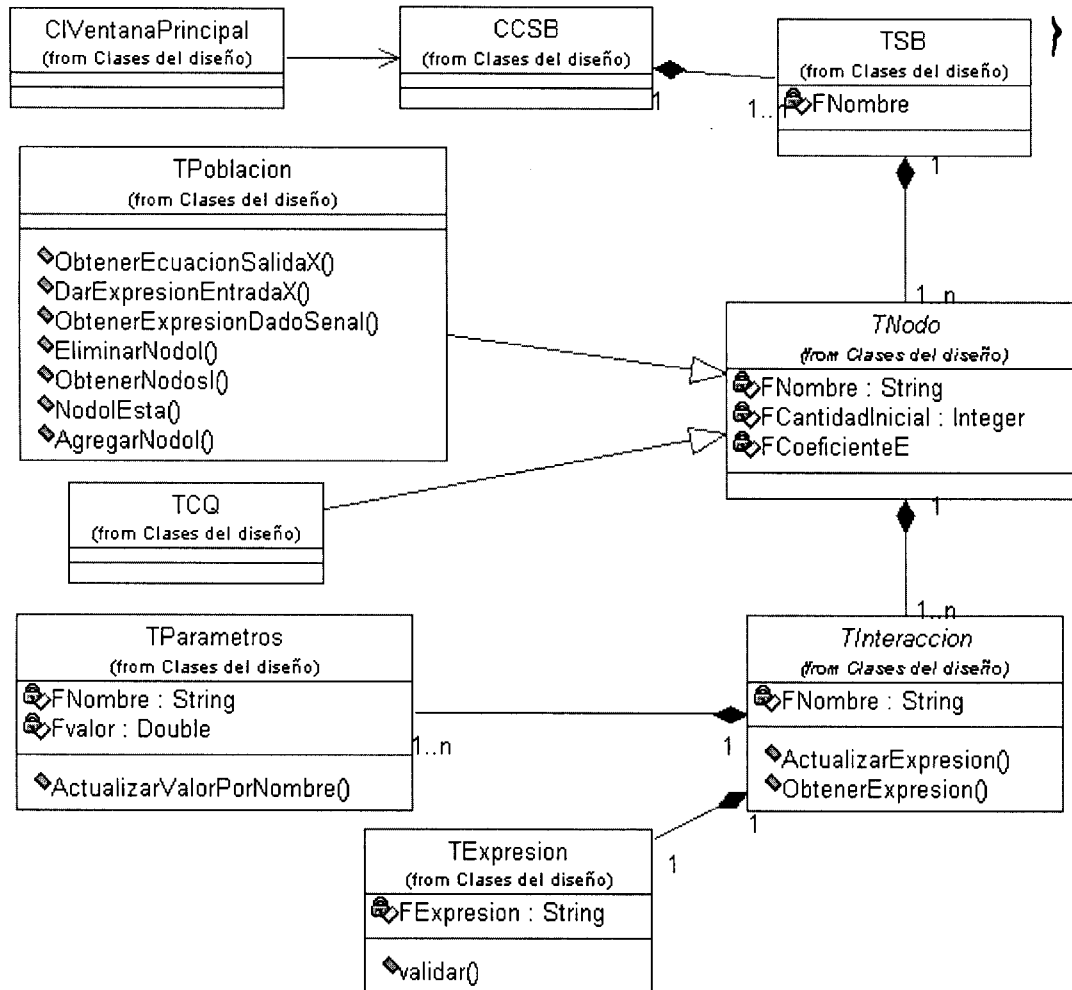 CIVentanaPrincipal
(from Clases del diseño)
CCSB
(from Clases del diseño)
1
TSB
(from Clases del diseño)
FNombre
1..n
1
TPoblacion
(from Clases del diseño)
ObtenerEcuacionSalidaX()
DarExpresionEntradaX()
ObtenerExpresionDadoSenal()
EliminarNodoI()
ObtenerNodosI()
NodoIEsta()
AgregarNodoI()
1..n
TNodo
(from Clases del diseño)
FNombre : String
FCantidadInicial : Integer
FCoeficienteE
1
TCQ
(from Clases del diseño)
1..n
TParametros
(from Clases del diseño)
FNombre : String
Fvalor : Double
ActualizarValorPorNombre()
1..n
1
TInteraccion
(from Clases del diseño)
FNombre : String
ActualizarExpresion()
ObtenerExpresion()
1
1
TExpresion
(from Clases del diseño)
FExpresion : String
validar()